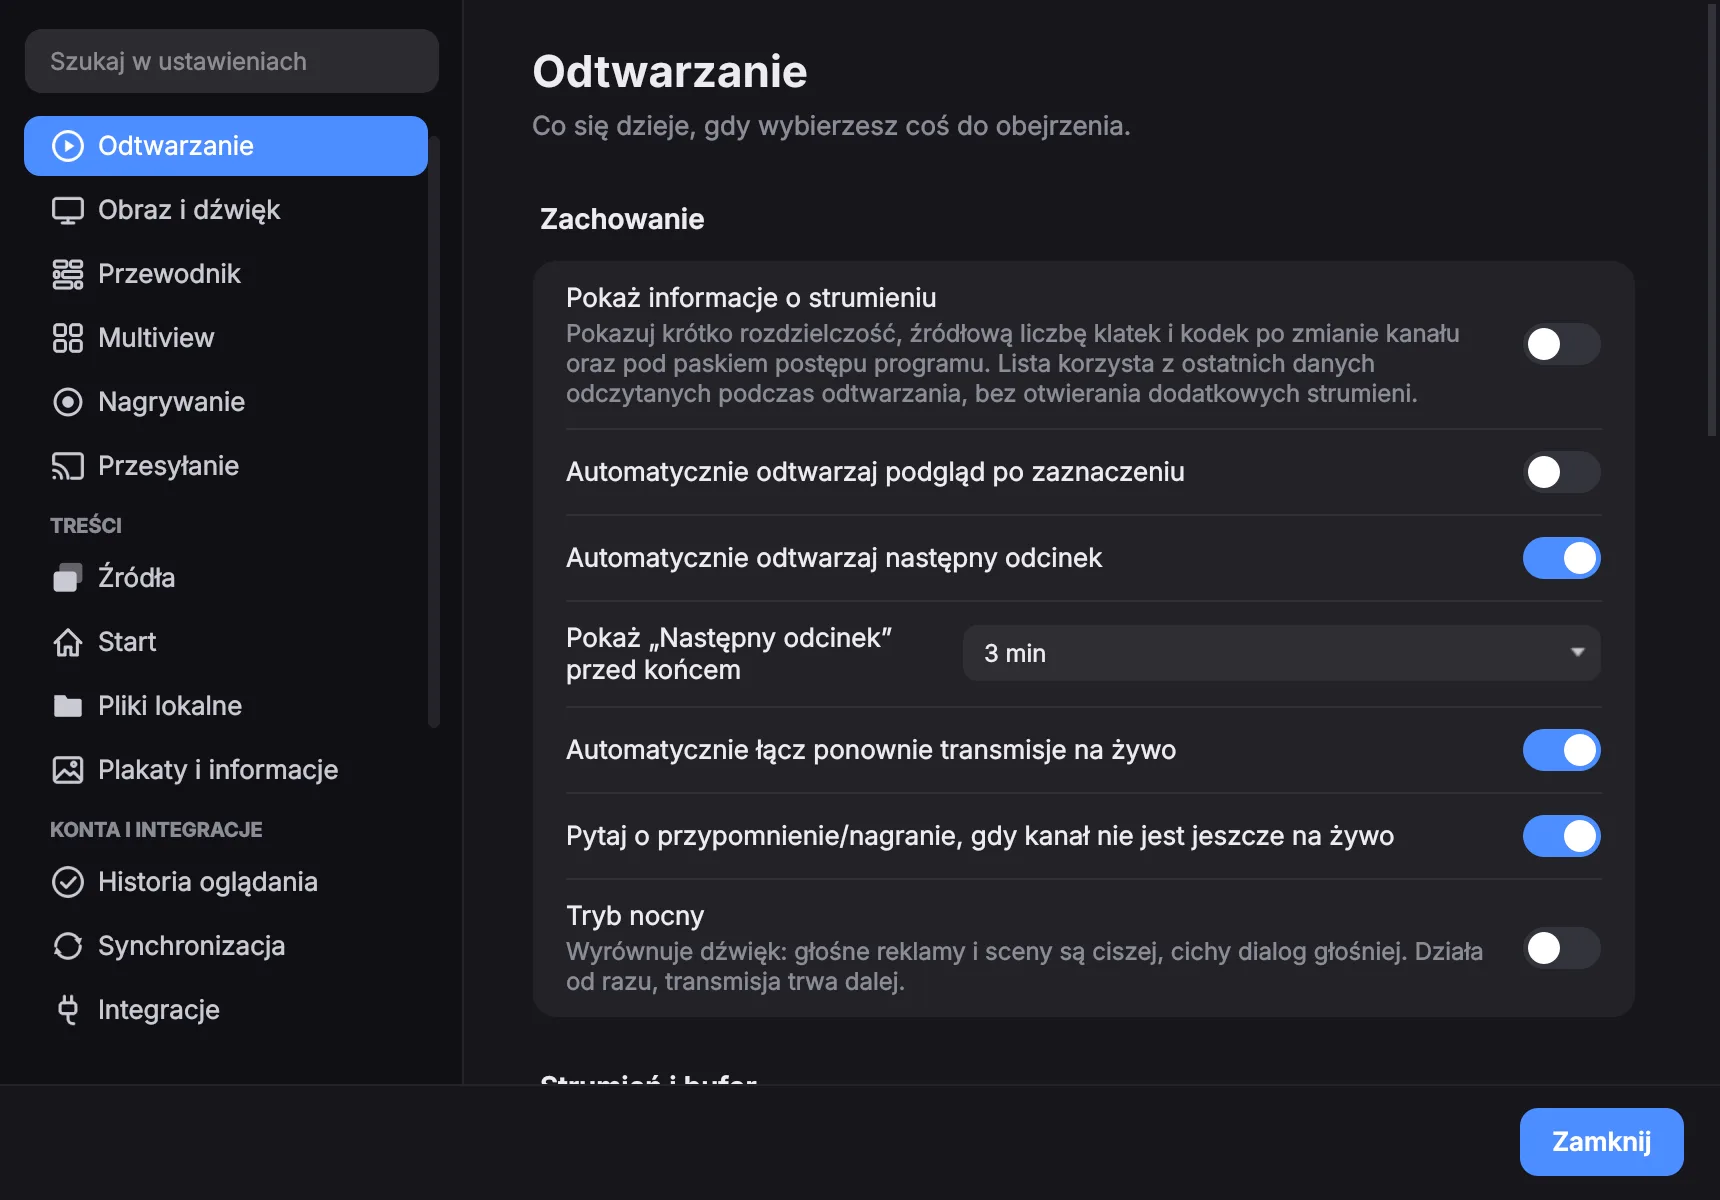 Szukaj w ustawieniach
Odtwarzanie
Obraz i dźwięk
Przewodnik
Multiview
Nagrywanie
Przesyłanie
TREŚCI
Źródła
Start
Pliki lokalne
Plakaty i informacje
KONTA I INTEGRACJE
Historia oglądania
Synchronizacja
Integracje
Odtwarzanie
Co się dzieje, gdy wybierzesz coś do obejrzenia.
Zachowanie
Pokaż informacje o strumieniu
Pokazuj krótko rozdzielczość, źródłową liczbę klatek i kodek po zmianie kanału
oraz pod paskiem postępu programu. Lista korzysta z ostatnich danych
odczytanych podczas odtwarzania, bez otwierania dodatkowych strumieni.
Automatycznie odtwarzaj podgląd po zaznaczeniu
Automatycznie odtwarzaj następny odcinek
Pokaż „Następny odcinek”
przed końcem
3 min
Automatycznie łącz ponownie transmisje na żywo
Pytaj o przypomnienie/nagranie, gdy kanał nie jest jeszcze na żywo
Tryb nocny
Wyrównuje dźwięk: głośne reklamy i sceny są ciszej, cichy dialog głośniej. Działa
od razu, transmisja trwa dalej.
Strumień i bufor
Zamknij